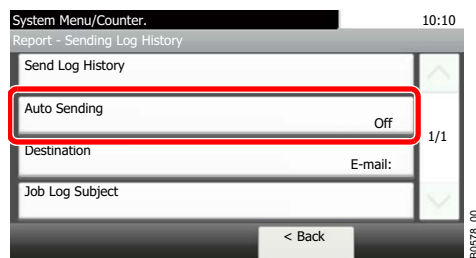 System Menu/Counter.
10:10
Report - Sending Log History
Send Log History
Auto Sending
Off
1/1
Destination
E-mail:
Job Log Subject
< Back